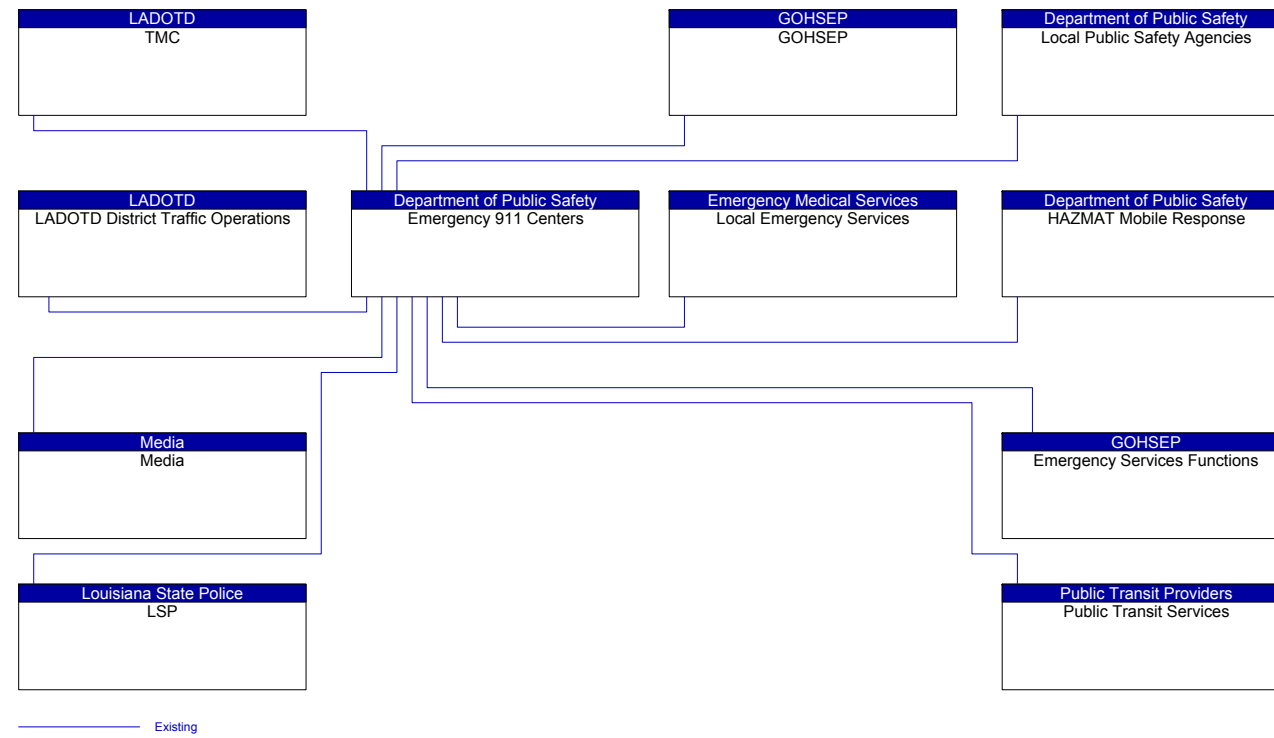 LADOTD
TMC
GOHSEP
GOHSEP
Department of Public Safety
Local Public Safety Agencies
LADOTD
LADOTD District Traffic Operations
Department of Public Safety
Emergency 911 Centers
Emergency Medical Services
Local Emergency Services
Department of Public Safety
HAZMAT Mobile Response
Media
Media
GOHSEP
Emergency Services Functions
Louisiana State Police
LSP
Public Transit Providers
Public Transit Services
Existing